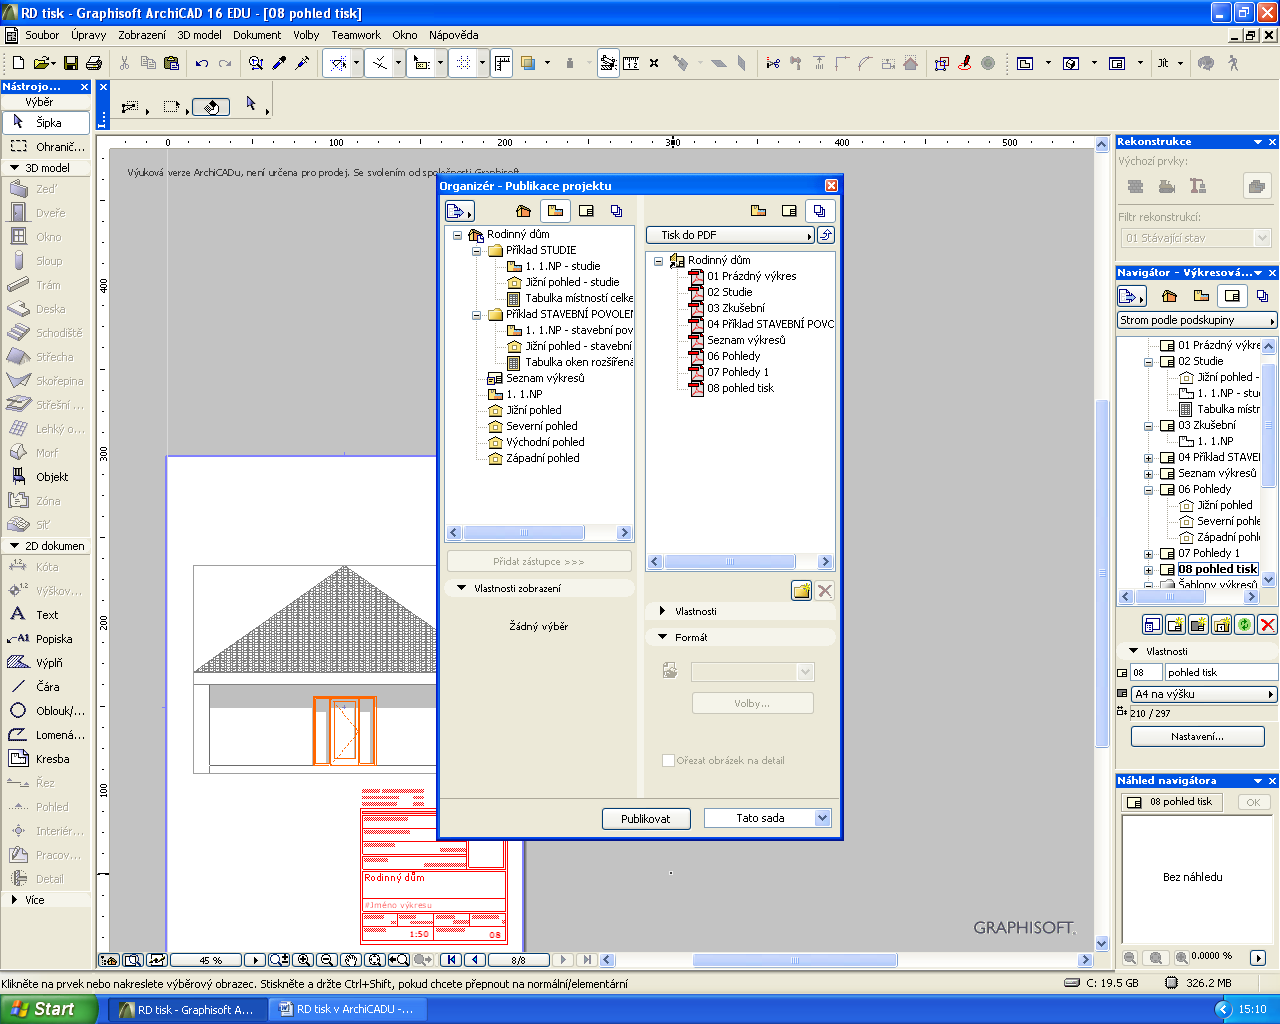 RD tisk - Graphisoft ArchiCAD 16 EDU - [08 pohled tisk]
Soubor Úpravy Zobrazení 3D model Dokument Volby Teamwork Okno Nápověda
Jit
Nástrojo...
Výběr
Šipka
Ohranič...
3D model
Zeď
Dveře
Okno
Sloup
Trám
Deska
Schodiště
Střecha
Skořepina
Střešní ...
Lehký o...
Morf
Objekt
Zóna
Síť
2D dokumen
Kóta
Výškov...
Text
Popiska
Výplň
Čára
Oblouk/...
Lomená...
Kresba
Řez
Pohled
Interiér...
Pracov...
Detail
Více
0 100 200 300 400 500
400
300
200
100
Výuková verze ArchiCADu, není určena pro prodej. Se svolením od společnosti Graphisoft.
Rodinný dům
#Jméno výkresu
1:50 08
GRAPHISOFT.
Organizér - Publikace projektu
Rodinný dům
Příklad STUDIE
1. 1.NP - studie
Jižní pohled - studie
Tabulka místností celke
Příklad STAVEBNÍ POVOLEN
1. 1.NP - stavební pov
Jižní pohled - stavební
Tabulka oken rozšířená
Seznam výkresů
1. 1.NP
Jižní pohled
Severní pohled
Východní pohled
Západní pohled
Přidat zástupce >>>
Vlastnosti zobrazení
Žádný výběr
Tisk do PDF
Rodinný dům
01 Prázdný výkres
02 Studie
03 Zkušební
04 Příklad STAVEBNÍ POVO
Seznam výkresů
06 Pohledy
07 Pohledy 1
08 pohled tisk
Vlastnosti
Formát
Volby...
Ořezat obrázek na detail
Publikovat
Tato sada
Rekonstrukce
Výchozí prvky:
Filtr rekonstrukcí:
01 Stávající stav
Navigátor - Výkresová...
Strom podle podskupiny
01 Prázdný výkre
02 Studie
Jižní pohled -
1. 1.NP - stud
Tabulka místn
03 Zkušební
1. 1.NP
04 Příklad STAVEI
Seznam výkresů
06 Pohledy
Jižní pohled
Severní pohle
Západní pohle
07 Pohledy 1
08 pohled tisk
Šablony výkresů
Vlastnosti
08 pohled tisk
A4 na výšku
210 / 297
Nastavení...
Náhled navigátora
08 pohled tisk OK
Bez náhledu
0.0000 %
45 %
8/8
Klikněte na prvek nebo nakreslete výběrový obrazec. Stiskněte a držte Ctrl+Shift, pokud chcete přepnout na normální/elementární
C: 19.5 GB 326.2 MB
Start
RD tisk - Graphisoft A...
RD tisk v ArchiCADU -...
15:10